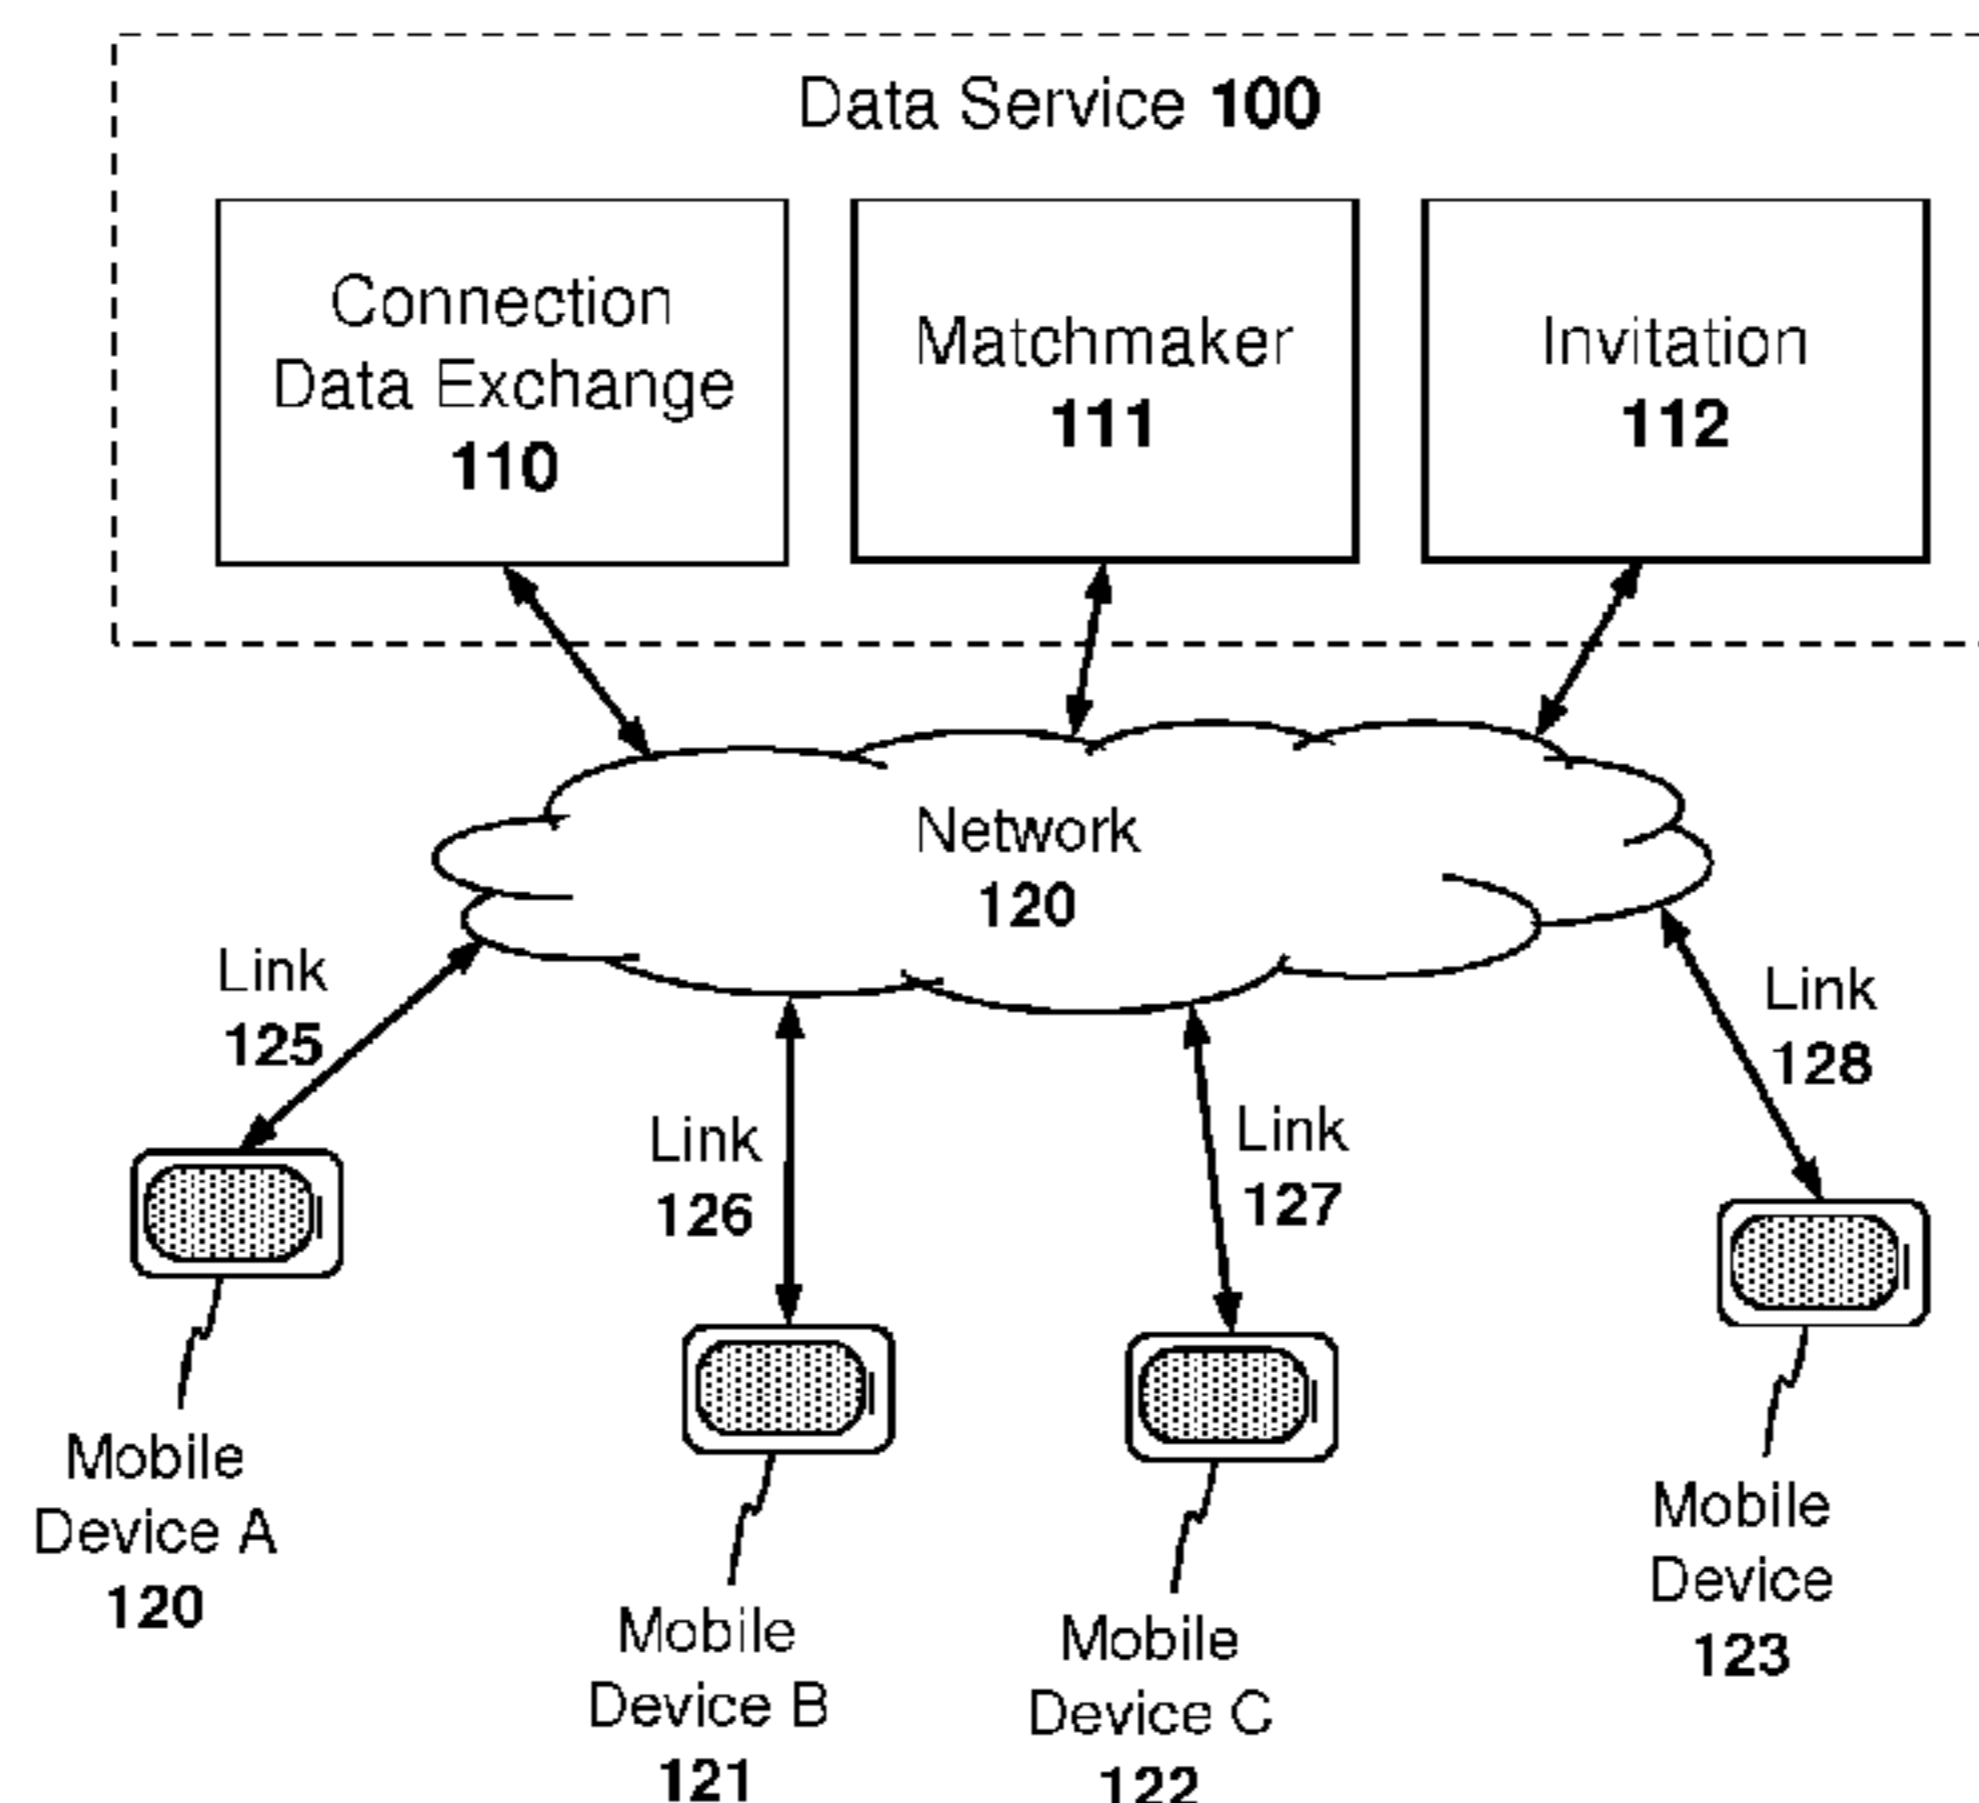 Data Service 100
Connection
Data Exchange
110
Matchmaker
111
Invitation
112
Network
120
Link
125
Link
126
Link
127
Link
128
Mobile
Device A
120
Mobile
Device B
121
Mobile
Device C
122
Mobile
Device
123